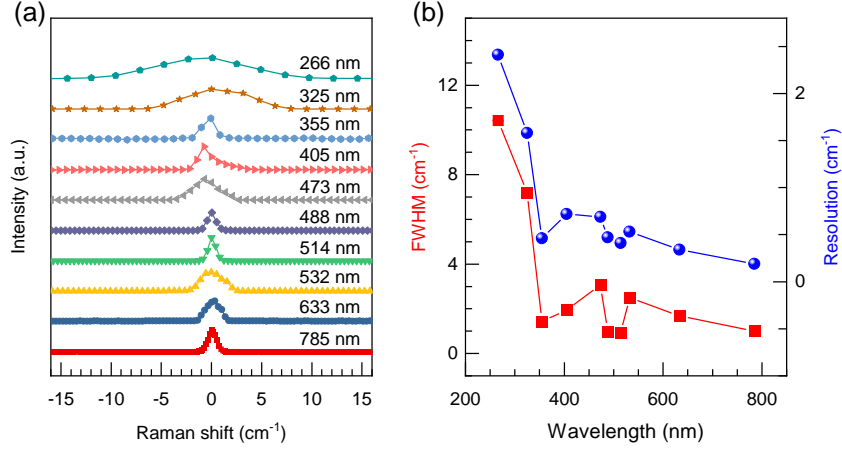 (a)
266 nm
325 nm
355 nm
405 nm
473 nm
488 nm
514 nm
532 nm
633 nm
785 nm
Intensity (a.u.)
-15 -10 -5 0 5 10 15
Raman shift (cm⁻¹)
(b)
12
8
4
0
FWHM (cm⁻¹)
2
0
Resolution (cm⁻¹)
200 400 600 800
Wavelength (nm)